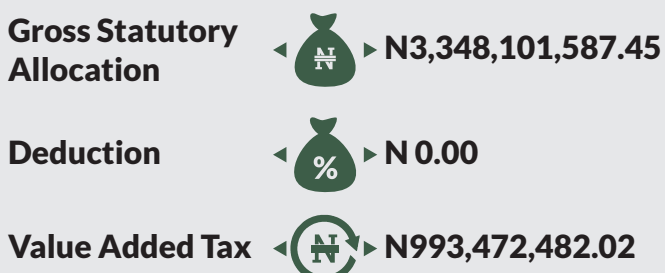 Gross Statutory
Allocation
₦
N3,348,101,587.45
Deduction
%
N 0.00
Value Added Tax
₦
N993,472,482.02